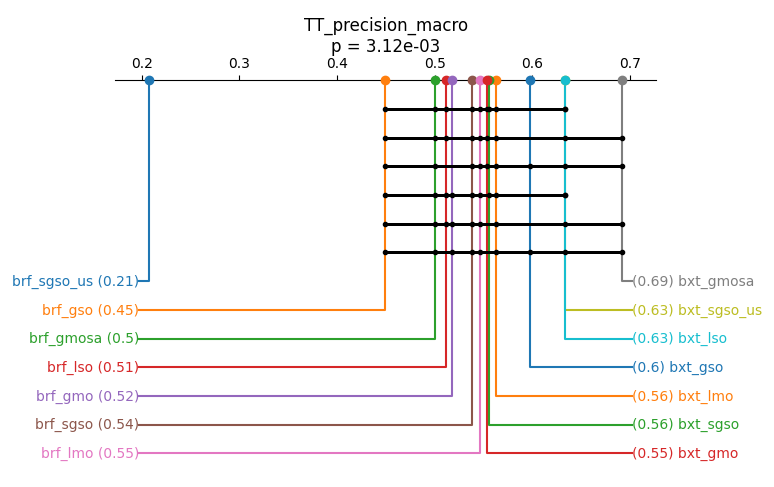 TT_precision_macro
p = 3.12e-03
0.2 0.3 0.4 0.5 0.6 0.7
brf_sgso_us (0.21) (0.69) bxt_gmosa
brf_gso (0.45) (0.63) bxt_sgso_us
brf_gmosa (0.5) (0.63) bxt_lso
brf_lso (0.51) (0.6) bxt_gso
brf_gmo (0.52) (0.56) bxt_lmo
brf_sgso (0.54) (0.56) bxt_sgso
brf_lmo (0.55) (0.55) bxt_gmo